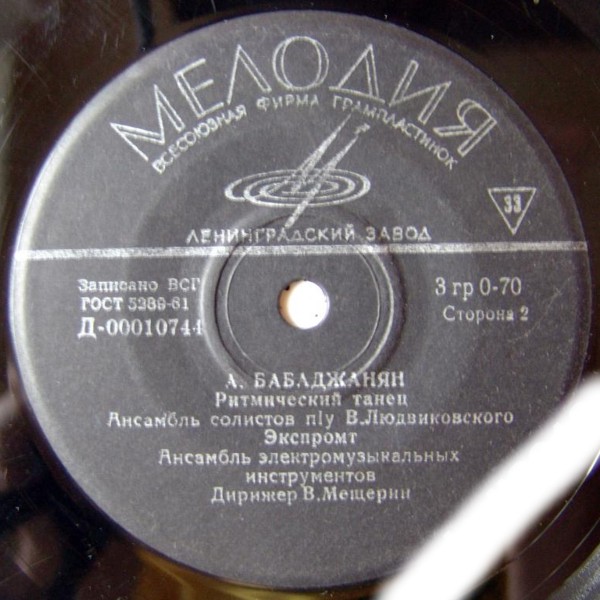 МЕЛОДИЯ
ВСЕСОЮЗНАЯ ФИРМА ГРАМПЛАСТИНОК
33
ЛЕНИНГРАДСКИЙ ЗАВОД
Записано ВСГ
ГОСТ 5289-61
Д-00010744
3 гр 0-70
Сторона 2
А. БАБАДЖАНЯН
Ритмический танец
Ансамбль солистов п/у В.Людвиковского
Экспромт
Ансамбль электромузыкальных
инструментов
Дирижер В.Мещерин